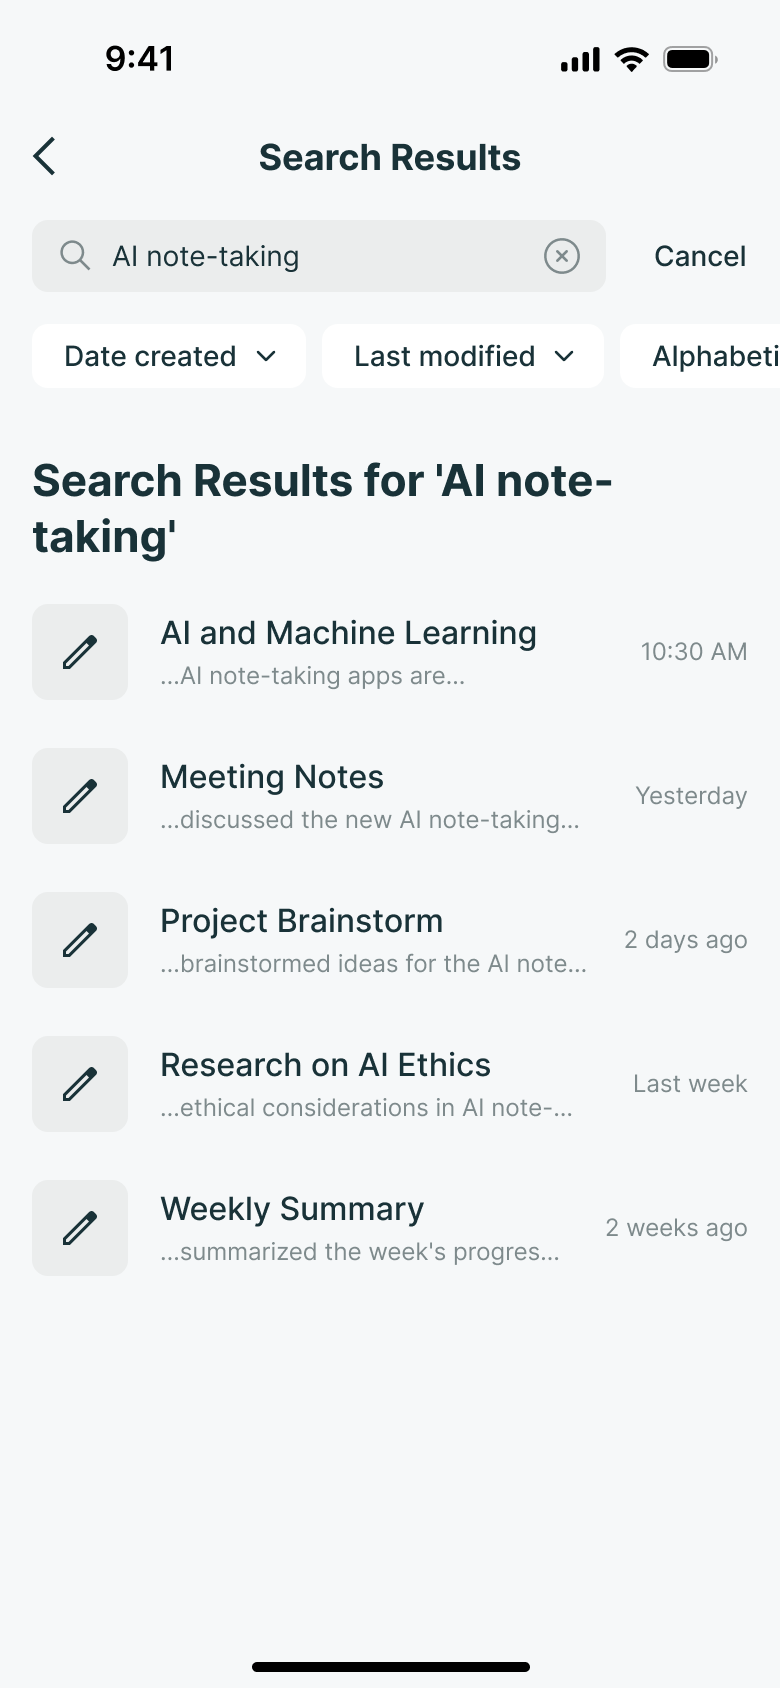 9:41
Search Results
AI note-taking
Cancel
Date created
Last modified
Alphabeti
Search Results for 'AI note-
taking'
AI and Machine Learning
...AI note-taking apps are...
10:30 AM
Meeting Notes
...discussed the new AI note-taking...
Yesterday
Project Brainstorm
...brainstormed ideas for the AI note...
2 days ago
Research on AI Ethics
...ethical considerations in AI note-...
Last week
Weekly Summary
...summarized the week's progres...
2 weeks ago